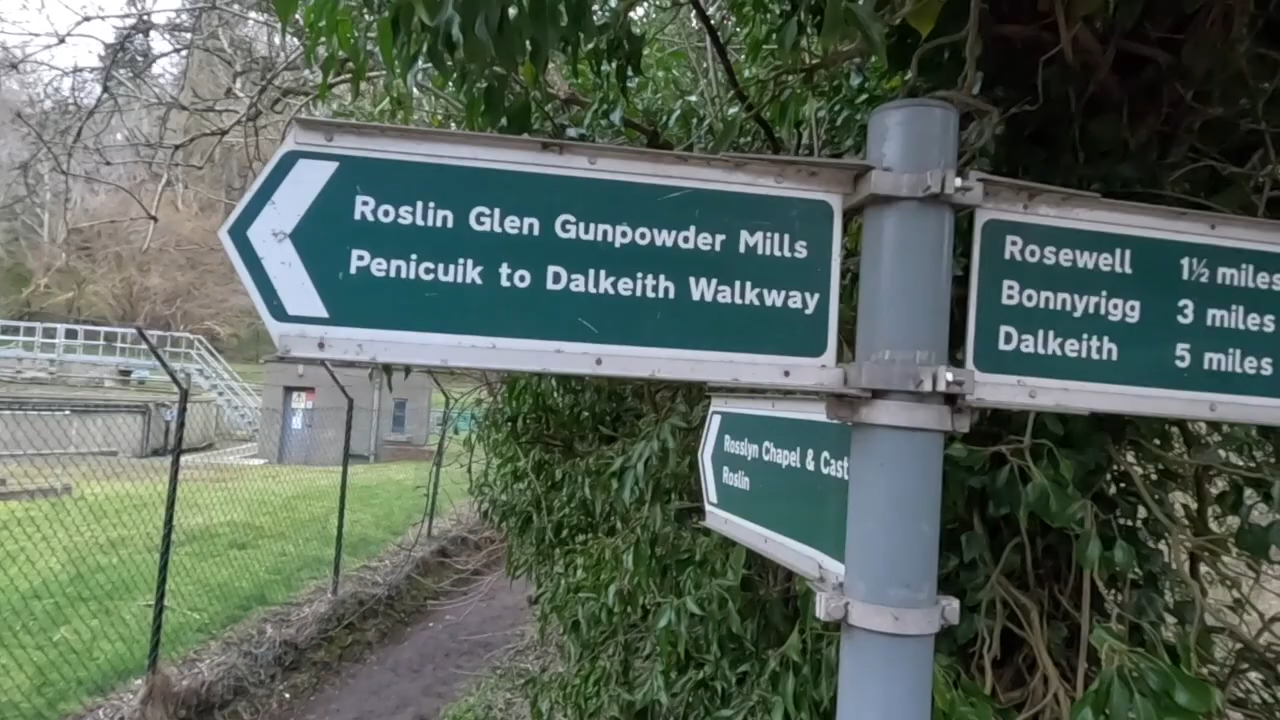 Roslin Glen Gunpowder Mills
Penicuik to Dalkeith Walkway
Rosewell 1½ miles
Bonnyrigg 3 miles
Dalkeith 5 miles
Rosslyn Chapel & Cast
Roslin